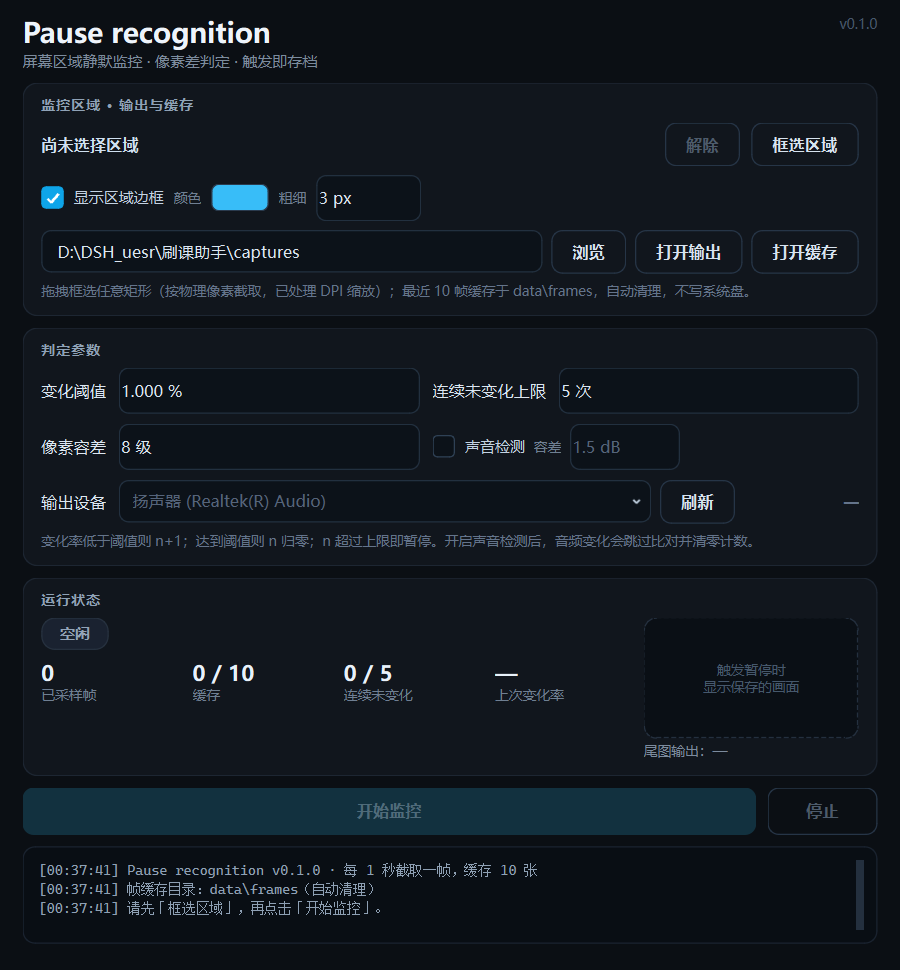 Pause recognition
v0.1.0
屏幕区域静默监控 · 像素差判定 · 触发即存档
监控区域 • 输出与缓存
尚未选择区域
解除
框选区域
显示区域边框 颜色 粗细 3 px
D:\DSH_uesr\刷课助手\captures
浏览
打开输出
打开缓存
拖拽框选任意矩形（按物理像素截取，已处理 DPI 缩放）；最近 10 帧缓存于 data\frames，自动清理，不写系统盘。
判定参数
变化阈值 1.000 % 连续未变化上限 5 次
像素容差 8 级 声音检测 容差 1.5 dB
输出设备 扬声器 (Realtek(R) Audio) 刷新 —
变化率低于阈值则 n+1；达到阈值则 n 归零；n 超过上限即暂停。开启声音检测后，音频变化会跳过比对并清零计数。
运行状态
空闲
0 0 / 10 0 / 5 —
已采样帧 缓存 连续未变化 上次变化率
触发暂停时
显示保存的画面
尾图输出：—
开始监控 停止
[00:37:41] Pause recognition v0.1.0 · 每 1 秒截取一帧，缓存 10 张
[00:37:41] 帧缓存目录：data\frames（自动清理）
[00:37:41] 请先「框选区域」，再点击「开始监控」。